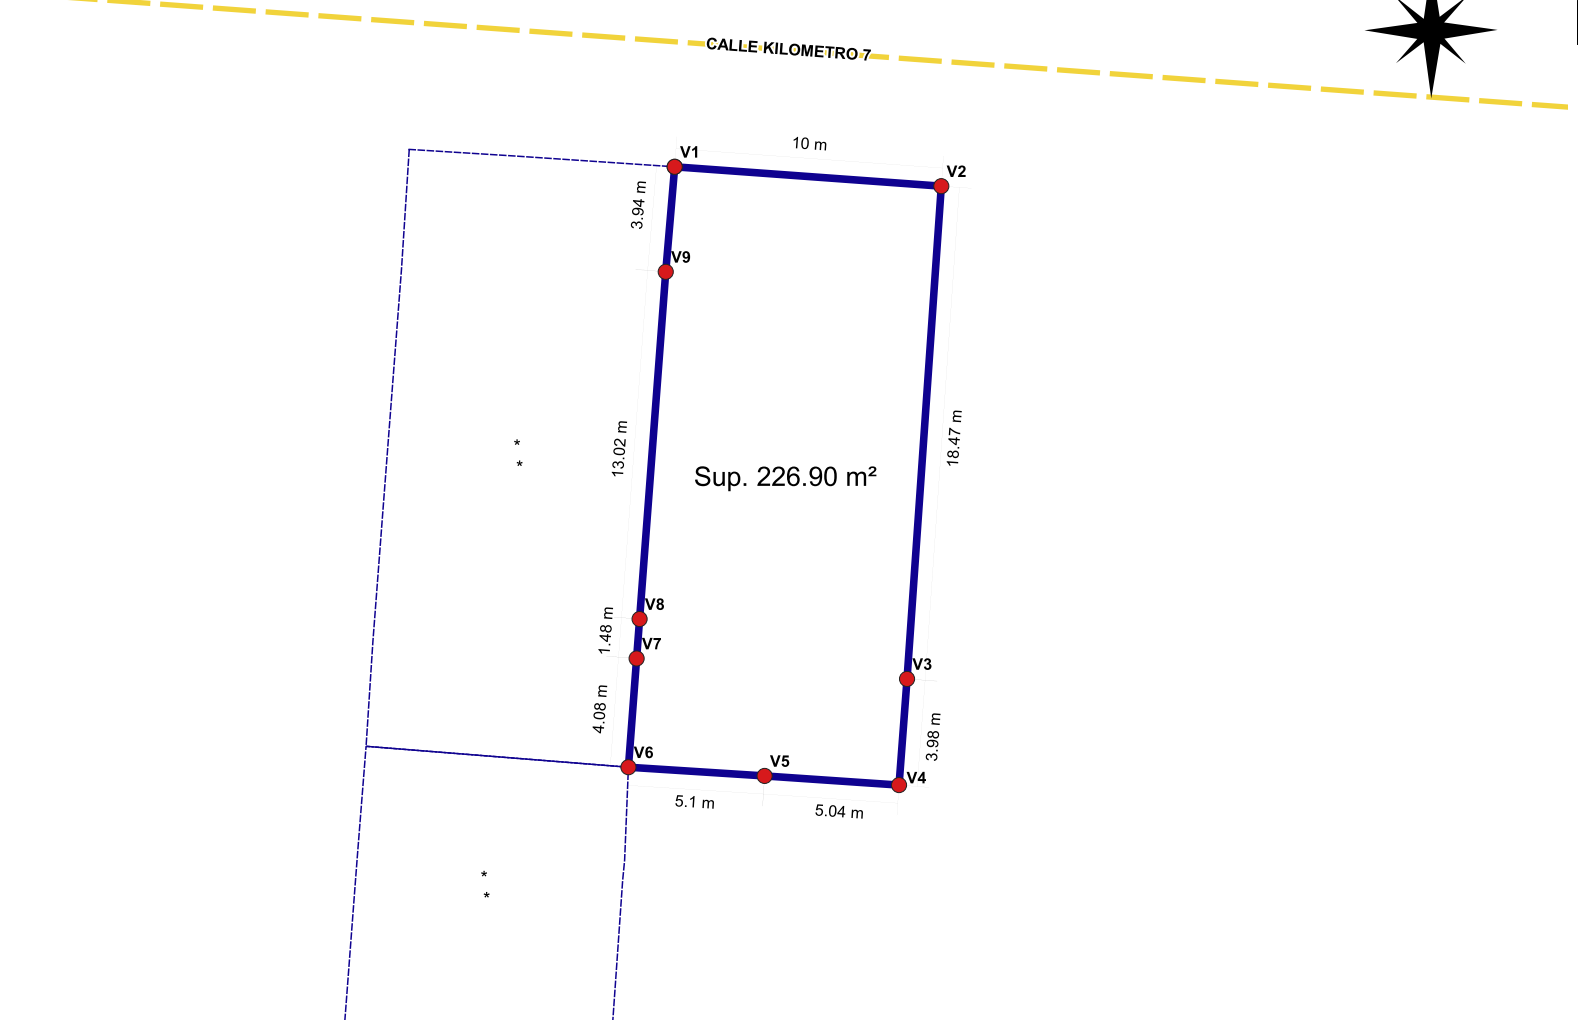 CALLE KILOMETRO 7
10 m
V1
V2
3.94 m
V9
13.02 m
18.47 m
*
*
Sup. 226.90 m²
V8
1.48 m
V7
V3
4.08 m
3.98 m
V6
V5
V4
5.1 m
5.04 m
*
*